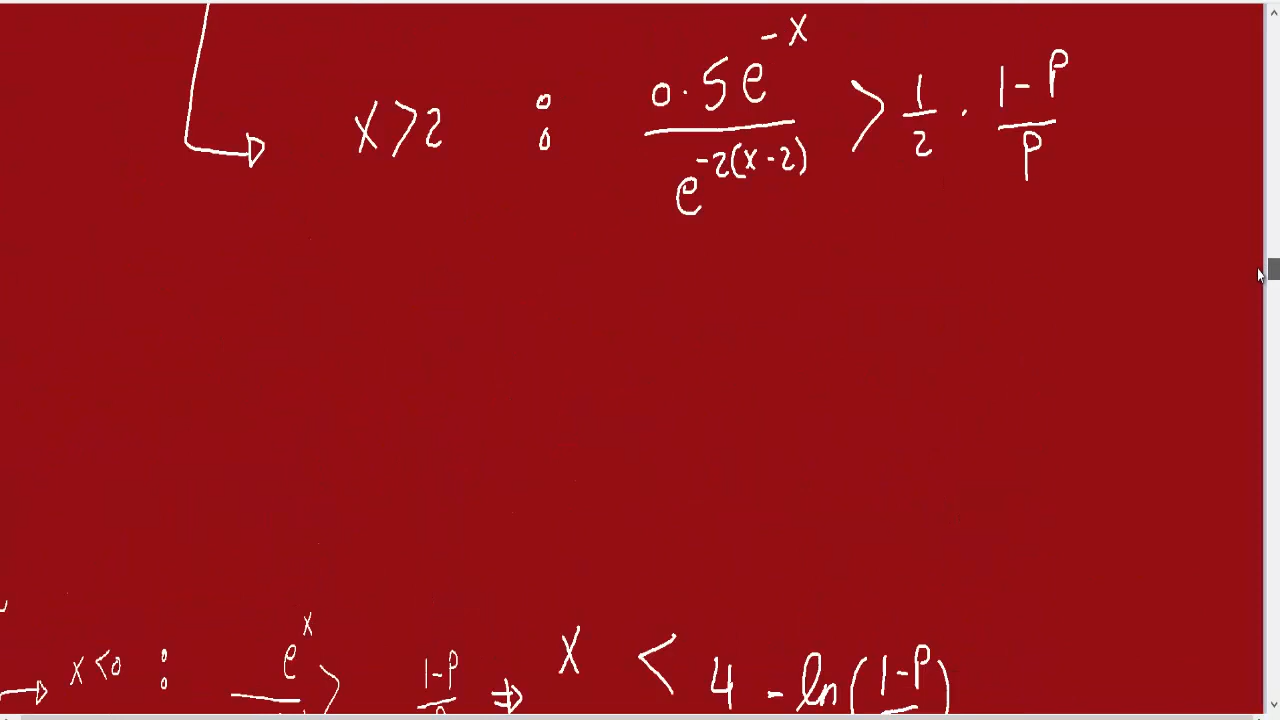 x>2 : 0.5e^{-x} / e^{-2(x-2)} > 1/2 · 1-P/P
x<0 : e^x > 1-P ⇒ x < 4 - ln(1-P)